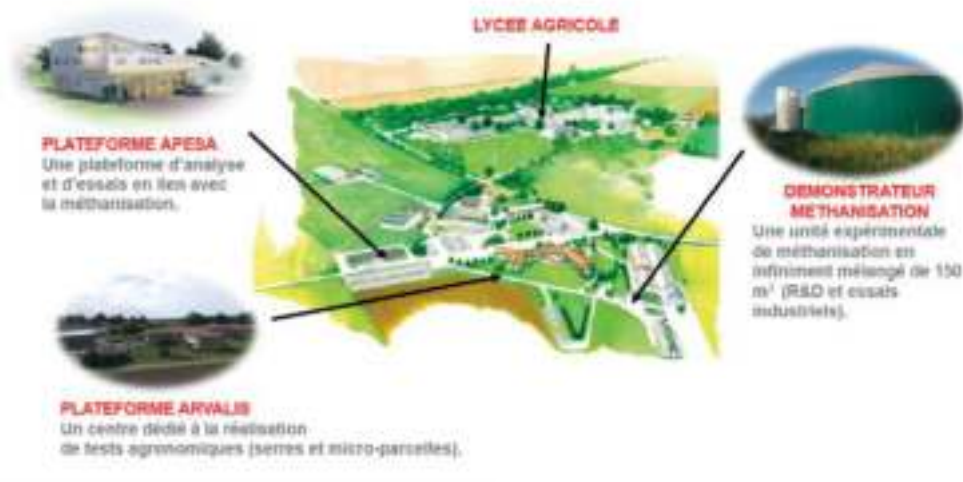 LYCEE AGRICOLE
PLATEFORME APESA
Une plateforme d'analyse
et d'essais en lien avec
la méthanisation.
DEMONSTRATEUR
METHANISATION
Une unité expérimentale
de méthanisation en
infiniment mélangé de 150
m³ (R&D et essais
industriels).
PLATEFORME ARVALIS
Un centre dédié à la réalisation
de tests agronomiques (serres et micro-parcelles).